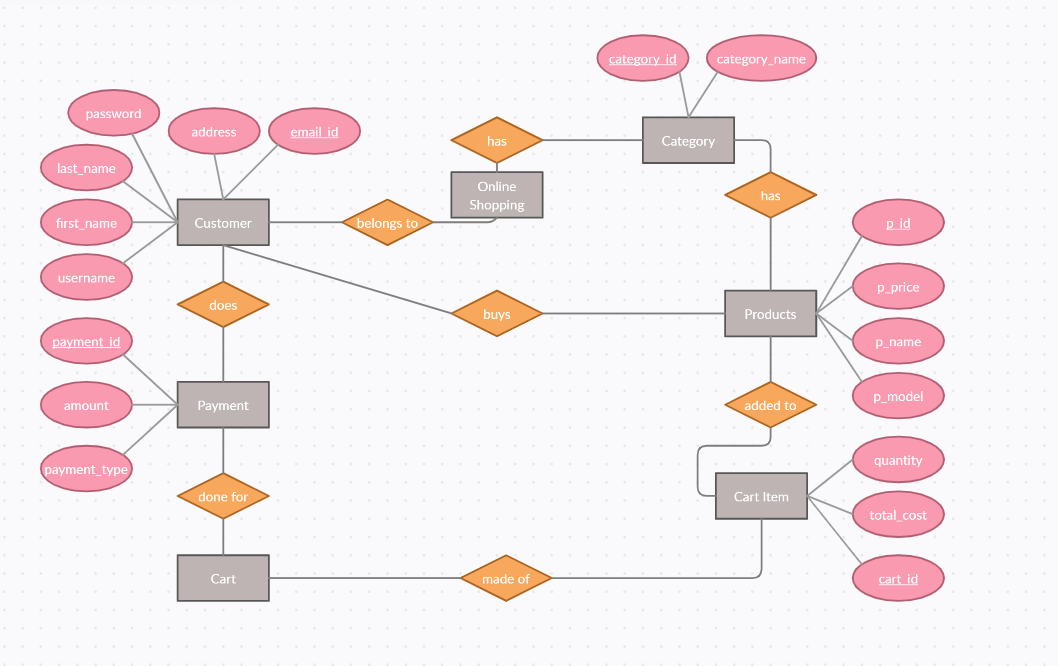 category_id
category_name
password
address
email_id
has
Category
last_name
Online
Shopping
has
first_name
Customer
belongs to
p_id
username
does
buys
Products
p_price
payment_id
p_name
amount
Payment
added to
p_model
payment_type
quantity
done for
Cart Item
total_cost
Cart
made of
cart_id